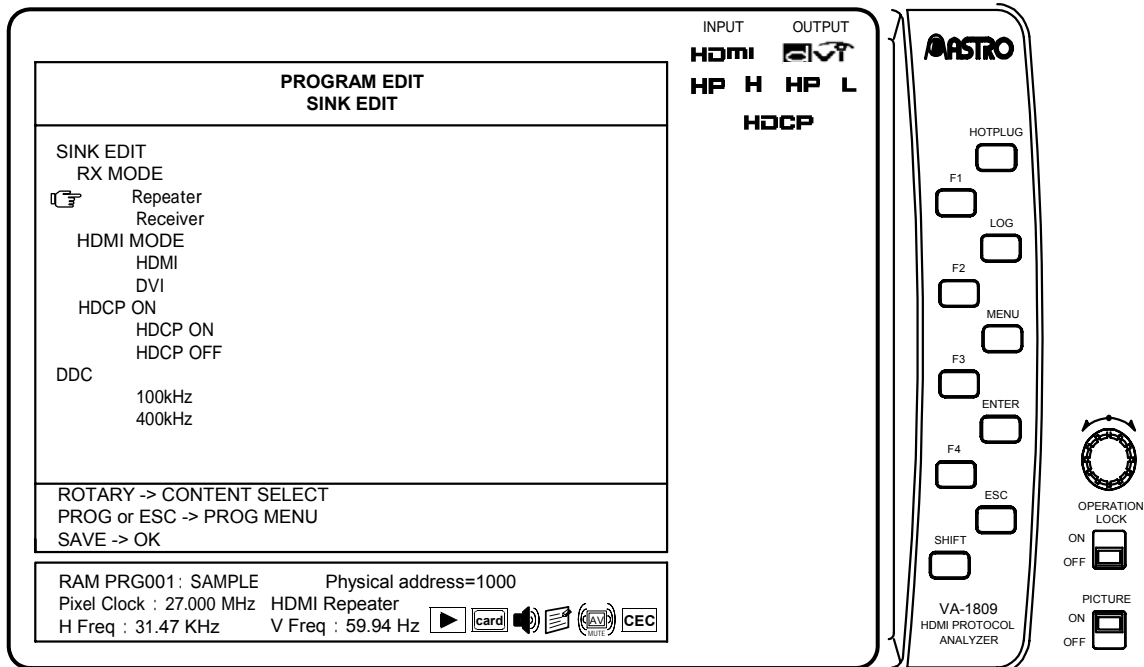 INPUT OUTPUT
HDMI DVI
HP H HP L
HDCP
PROGRAM EDIT
SINK EDIT
SINK EDIT
RX MODE
Repeater
Receiver
HDMI MODE
HDMI
DVI
HDCP ON
HDCP ON
HDCP OFF
DDC
100kHz
400kHz
ROTARY -> CONTENT SELECT
PROG or ESC -> PROG MENU
SAVE -> OK
RAM PRG001: SAMPLE Physical address=1000
Pixel Clock : 27.000 MHz HDMI Repeater
H Freq : 31.47 KHz V Freq : 59.94 Hz card AV MUTE CEC
ASTRO
HOTPLUG
F1
LOG
F2
MENU
F3
ENTER
F4
ESC
SHIFT
VA-1809
HDMI PROTOCOL
ANALYZER
OPERATION
LOCK
ON
OFF
PICTURE
ON
OFF